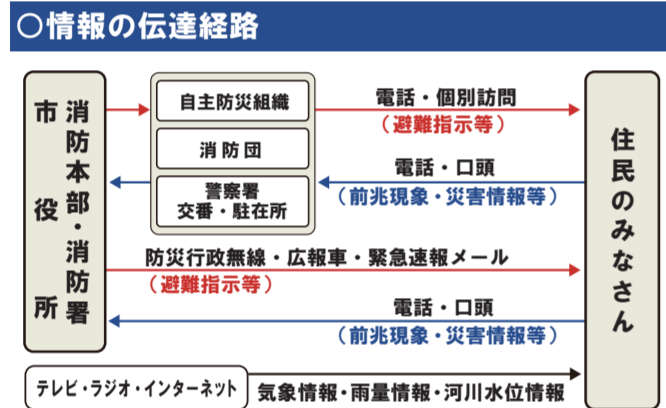 〇情報の伝達経路
市役所
消防本部・消防署
自主防災組織
消防団
警察署
交番・駐在所
電話・個別訪問
（避難指示等）
電話・口頭
（前兆現象・災害情報等）
防災行政無線・広報車・緊急速報メール
（避難指示等）
電話・口頭
（前兆現象・災害情報等）
住民のみなさん
テレビ・ラジオ・インターネット
気象情報・雨量情報・河川水位情報